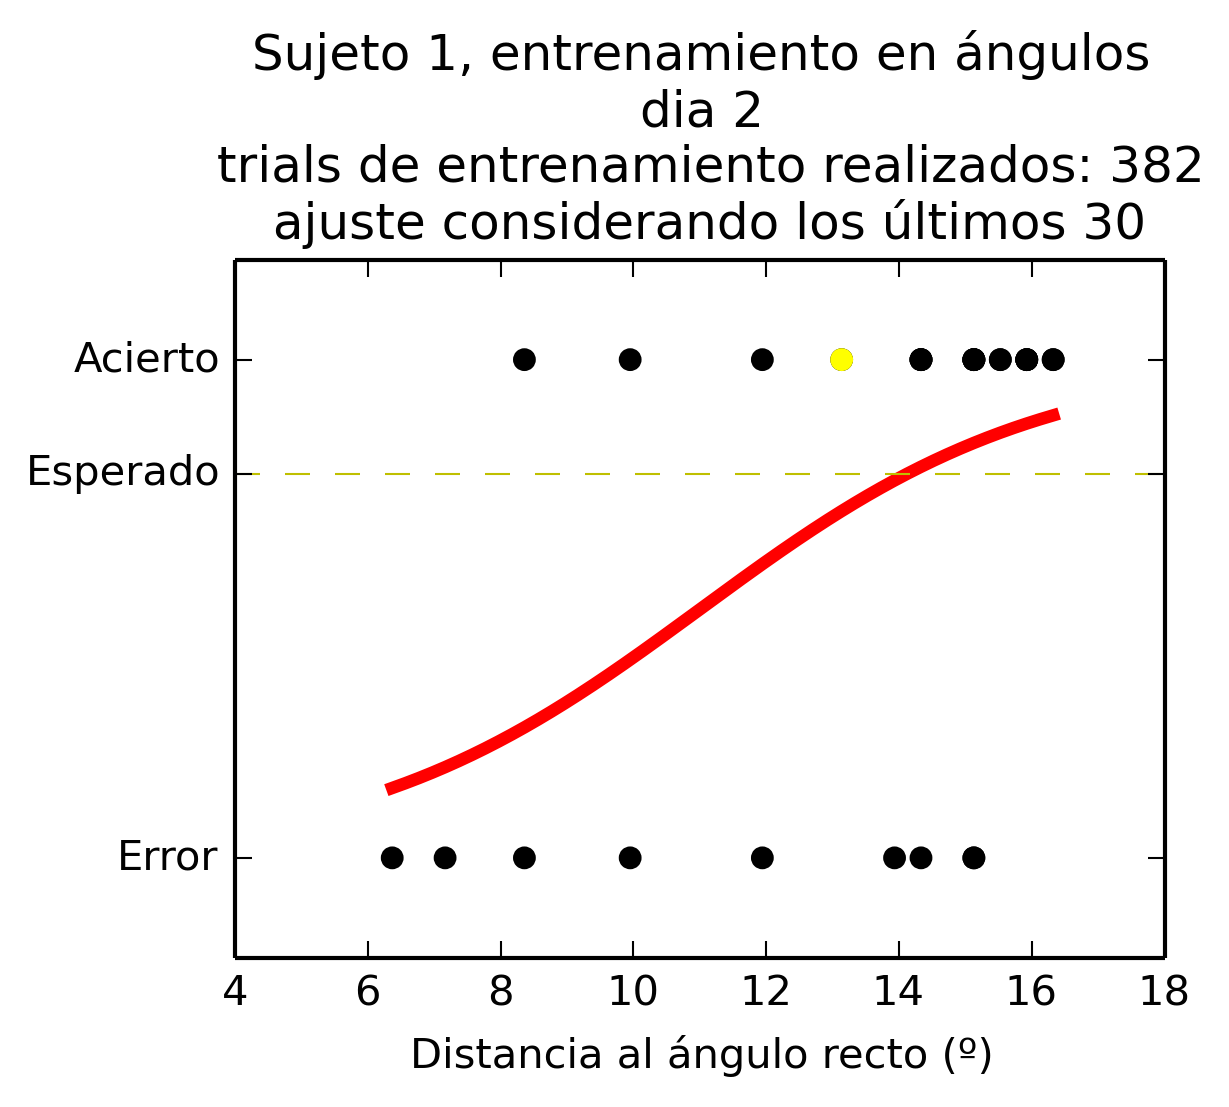 Sujeto 1, entrenamiento en ángulos
dia 2
trials de entrenamiento realizados: 382
ajuste considerando los últimos 30
Acierto
Esperado
Error
4 6 8 10 12 14 16 18
Distancia al ángulo recto (º)